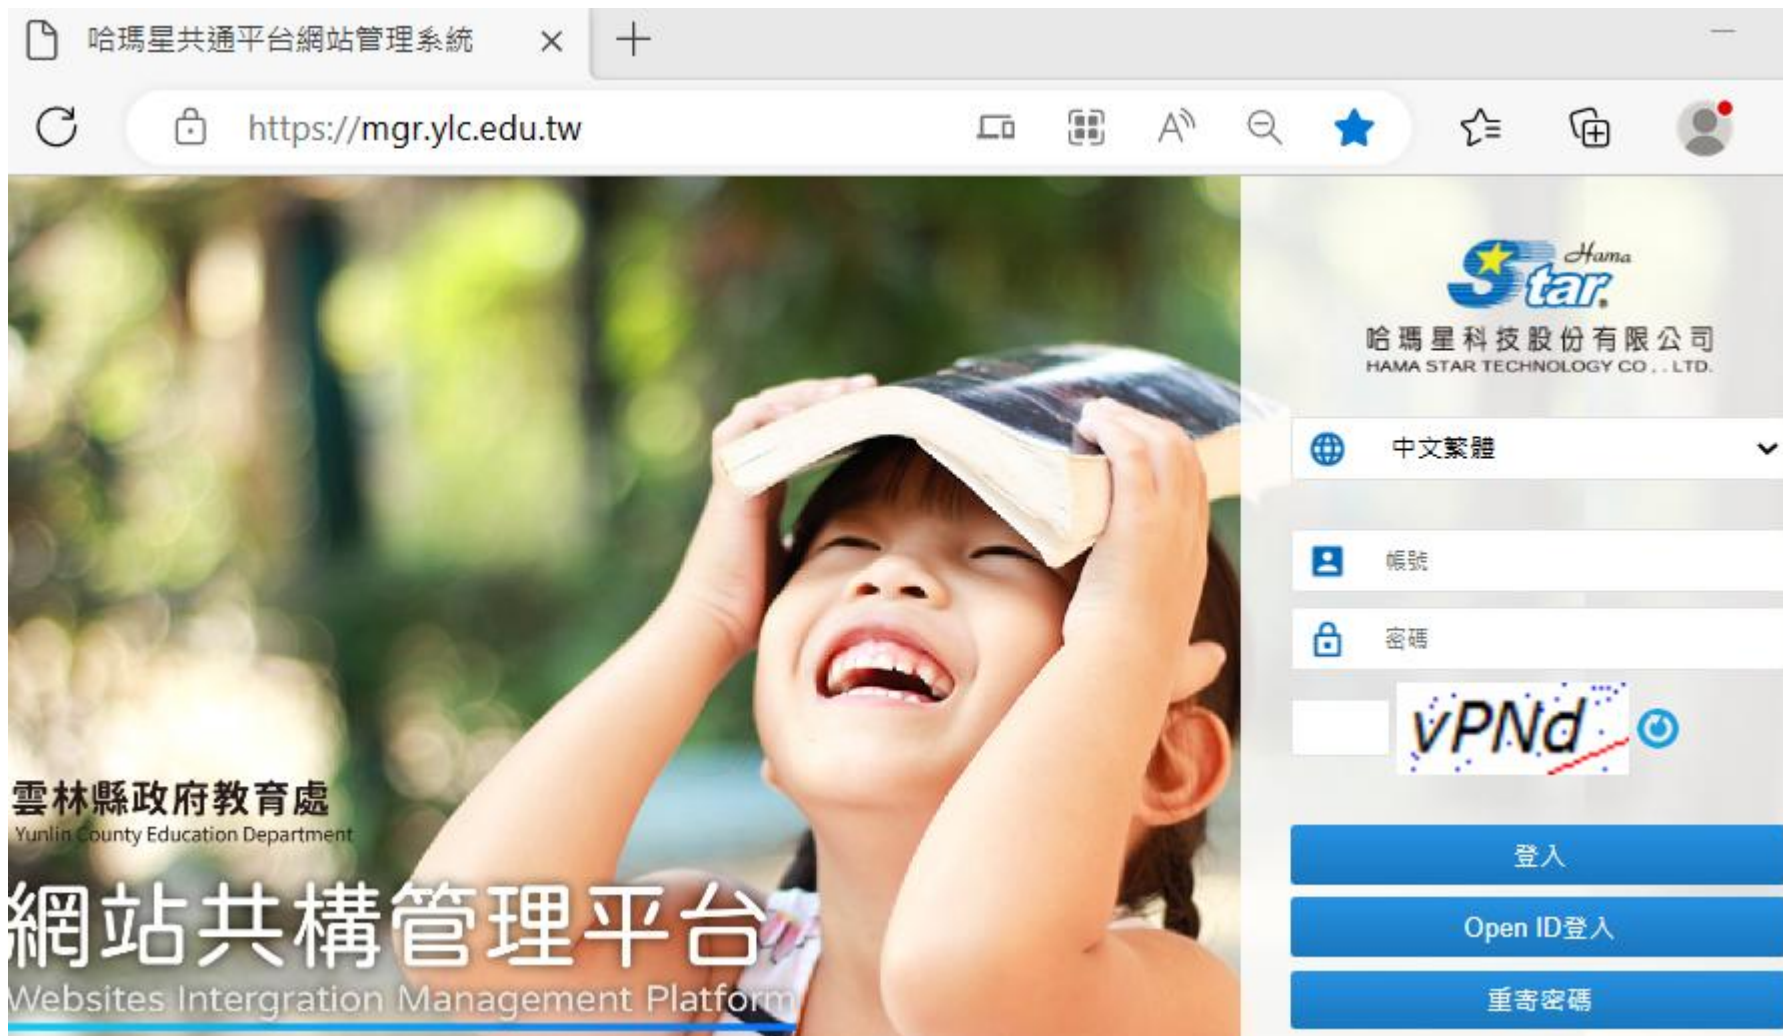 哈瑪星共通平台網站管理系統
https://mgr.ylc.edu.tw
Hama
Star
哈瑪星科技股份有限公司
HAMA STAR TECHNOLOGY CO., LTD.
中文繁體
帳號
密碼
vPNd
雲林縣政府教育處
Yunlin County Education Department
登入
網站共構管理平台
Open ID登入
Websites Intergration Management Platform
重寄密碼